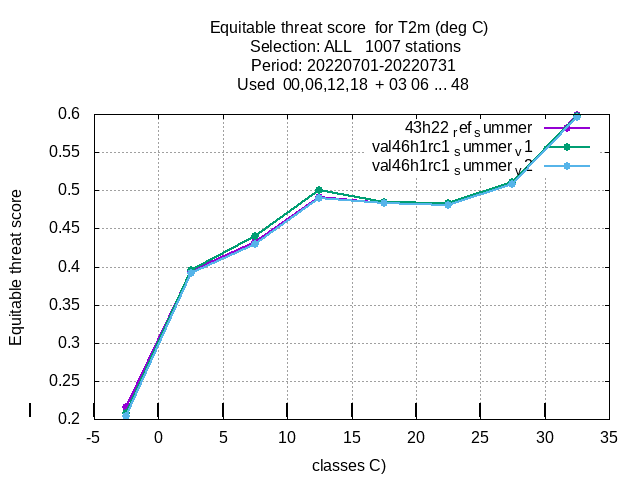 Equitable threat score for T2m (deg C)
Selection: ALL 1007 stations
Period: 20220701-20220731
Used 00,06,12,18 + 03 06 ... 48
43h22 ref summer
val46h1rc1 summer v 1
val46h1rc1 summer v 2
0.6
0.55
0.5
0.45
0.4
0.35
0.3
0.25
0.2
Equitable threat score
-5 0 5 10 15 20 25 30 35
classes C)